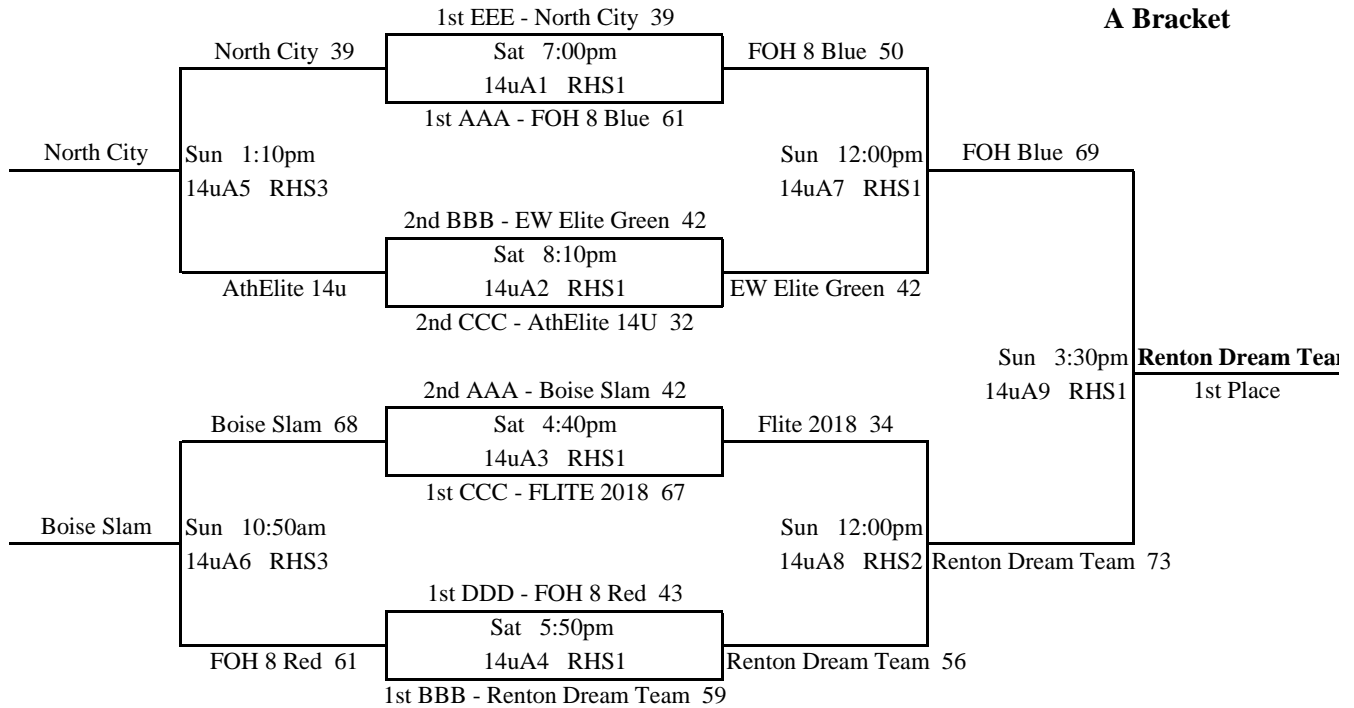 1st EEE - North City 39
A Bracket
North City 39
Sat 7:00pm
FOH 8 Blue 50
14uA1 RHS1
1st AAA - FOH 8 Blue 61
North City
Sun 1:10pm
Sun 12:00pm
FOH Blue 69
14uA5 RHS3
14uA7 RHS1
2nd BBB - EW Elite Green 42
Sat 8:10pm
AthElite 14u
14uA2 RHS1
EW Elite Green 42
2nd CCC - AthElite 14U 32
Sun 3:30pm
Renton Dream Tea
14uA9 RHS1
1st Place
2nd AAA - Boise Slam 42
Boise Slam 68
Sat 4:40pm
Flite 2018 34
14uA3 RHS1
1st CCC - FLITE 2018 67
Boise Slam
Sun 10:50am
Sun 12:00pm
14uA6 RHS3
14uA8 RHS2
Renton Dream Team 73
1st DDD - FOH 8 Red 43
Sat 5:50pm
FOH 8 Red 61
14uA4 RHS1
Renton Dream Team 56
1st BBB - Renton Dream Team 59